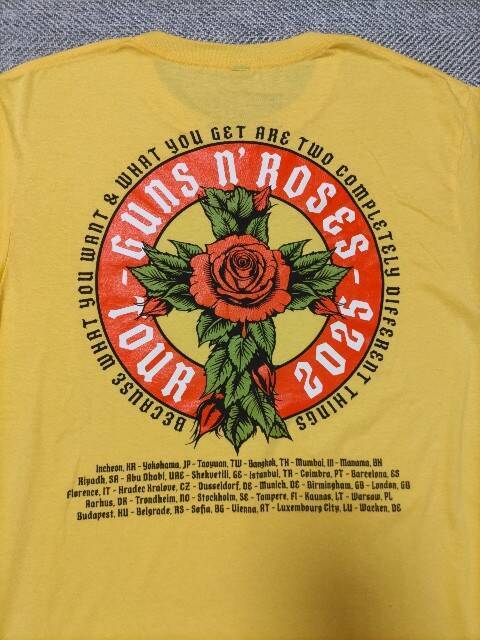 BECAUSE WHAT YOU WANT & WHAT YOU GET ARE TWO COMPLETELY DIFFERENT THINGS
TOUR - GUNS N' ROSES - 2025
Incheon, KR - Yokohama, JP - Taoyuan, TW - Bangkok, TH - Mumbai, IN - Manama, BH
Riyadh, SA - Abu Dhabi, UAE - Shekvetili, GE - Istanbul, TR - Coimbra, PT - Barcelona, ES
Florence, IT - Hradec Kralove, CZ - Dusseldorf, DE - Munich, DE - Birmingham, GB - London, GB
Aarhus, DK - Trondheim, NO - Stockholm, SE - Tampere, FI - Kaunas, LT - Warsaw, PL
Budapest, HU - Belgrade, RS - Sofia, BG - Vienna, AT - Luxembourg City, LU - Wacken, DE